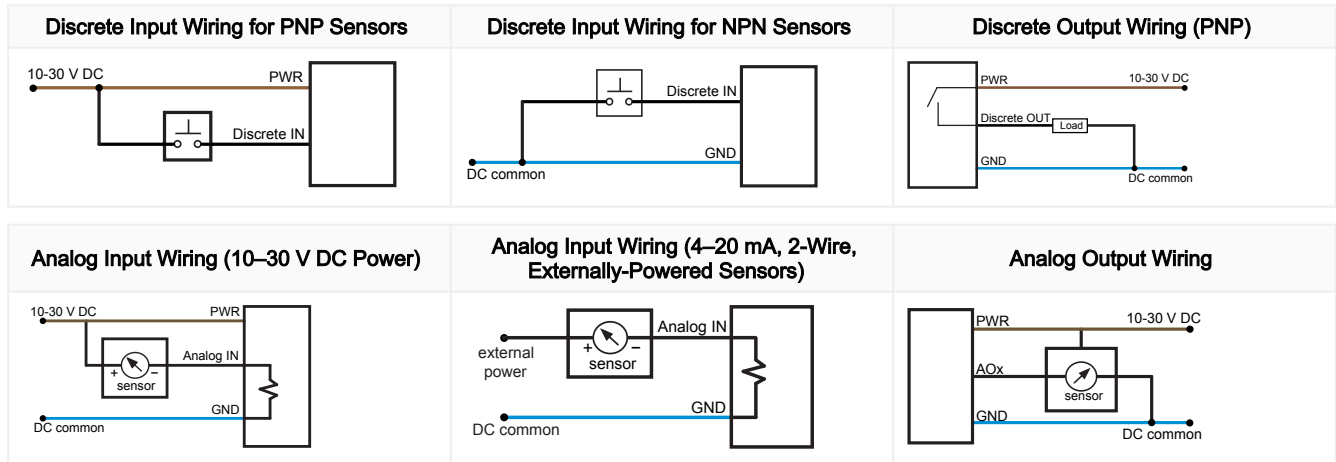 Discrete Input Wiring for PNP Sensors
Discrete Input Wiring for NPN Sensors
Discrete Output Wiring (PNP)
10-30 V DC
PWR
Discrete IN
Discrete IN
GND
DC common
PWR
10-30 V DC
Discrete OUT
Load
GND
DC common
Analog Input Wiring (10–30 V DC Power)
Analog Input Wiring (4–20 mA, 2-Wire,
Externally-Powered Sensors)
Analog Output Wiring
10-30 V DC
PWR
Analog IN
+ –
sensor
GND
DC common
Analog IN
+ –
sensor
external
power
GND
DC common
PWR
10-30 V DC
AOx
sensor
GND
DC common